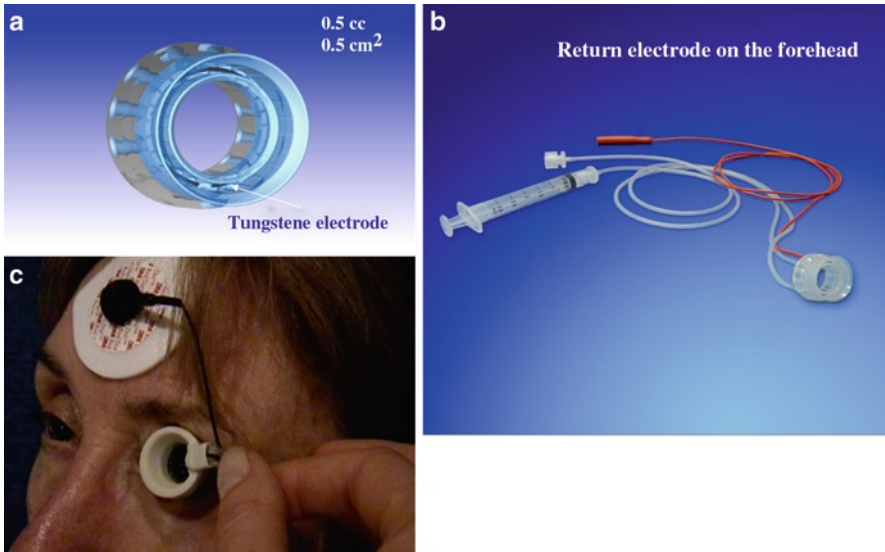 a
0.5 cc
0.5 cm²
Tungstene electrode
b
Return electrode on the forehead
c